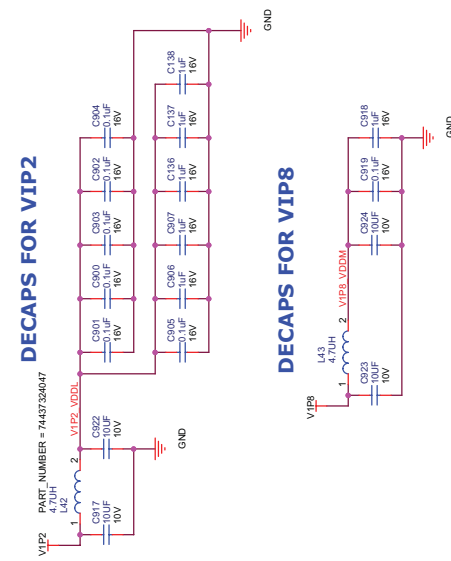 DECAPS FOR VIP2
PART_NUMBER = 74437324047
4.7UH
L42
V1P2
1
2
V1P2_VDDL
C917
10UF
10V
C922
10UF
10V
GND
C901
0.1uF
16V
C900
0.1uF
16V
C903
0.1uF
16V
C902
0.1uF
16V
C904
0.1uF
16V
C905
0.1uF
16V
C906
1uF
16V
C907
1uF
16V
C136
1uF
16V
C137
1uF
16V
C138
1uF
16V
GND
DECAPS FOR VIP8
V1P8
L43
4.7UH
1
2
V1P8_VDDM
C923
10UF
10V
C924
10UF
10V
C919
0.1uF
16V
C918
1uF
16V
GND